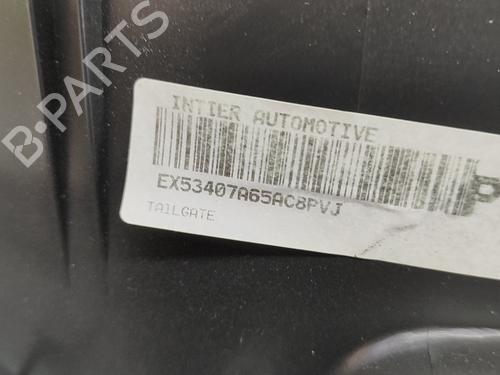 B-PARTS
INTIER AUTOMOTIVE
EX53407A65AC8PVJ
TAILGATE